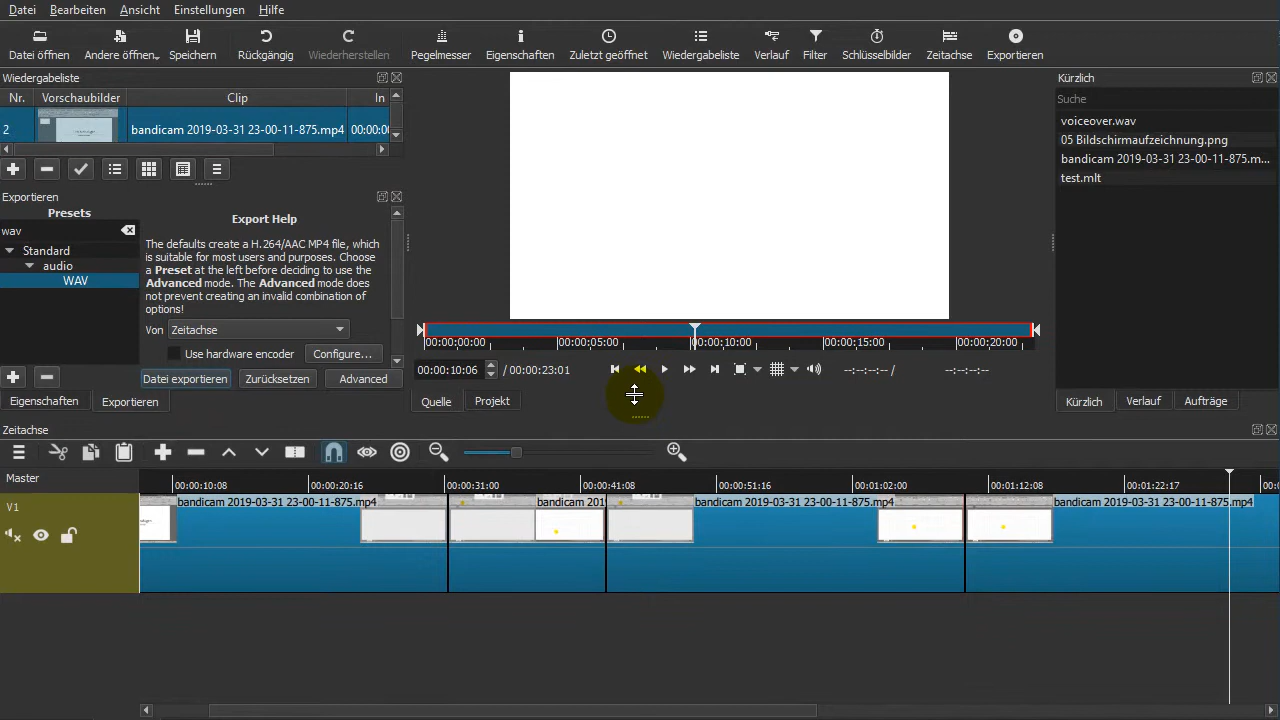 Datei Bearbeiten Ansicht Einstellungen Hilfe
Datei öffnen Andere öffnen Speichern Rückgängig Wiederherstellen Pegelmesser Eigenschaften Zuletzt geöffnet Wiedergabeliste Verlauf Filter Schlüsselbilder Zeitachse Exportieren
Wiedergabeliste
Nr. Vorschaubilder Clip In
2 bandicam 2019-03-31 23-00-11-875.mp4 00:00:0
Exportieren
Presets
wav
Standard
audio
WAV
Export Help
The defaults create a H.264/AAC MP4 file, which
is suitable for most users and purposes. Choose
a Preset at the left before deciding to use the
Advanced mode. The Advanced mode does
not prevent creating an invalid combination of
options!
Von Zeitachse
Use hardware encoder Configure...
Datei exportieren Zurücksetzen Advanced
Eigenschaften Exportieren
00:00:00:00 00:00:05:00 00:00:10:00 00:00:15:00 00:00:20:00
00:00:10:06 / 00:00:23:01 --:--:--:-- / --:--:--:--
Quelle Projekt
Kürzlich
Suche
voiceover.wav
05 Bildschirmaufzeichnung.png
bandicam 2019-03-31 23-00-11-875.m...
test.mlt
Kürzlich Verlauf Aufträge
Zeitachse
Master
00:00:10:08 00:00:20:16 00:00:31:00 00:00:41:08 00:00:51:16 00:01:02:00 00:01:12:08 00:01:22:17 00:0
V1
bandicam 2019-03-31 23-00-11-875.mp4 bandicam 201 bandicam 2019-03-31 23-00-11-875.mp4 bandicam 2019-03-31 23-00-11-875.mp4